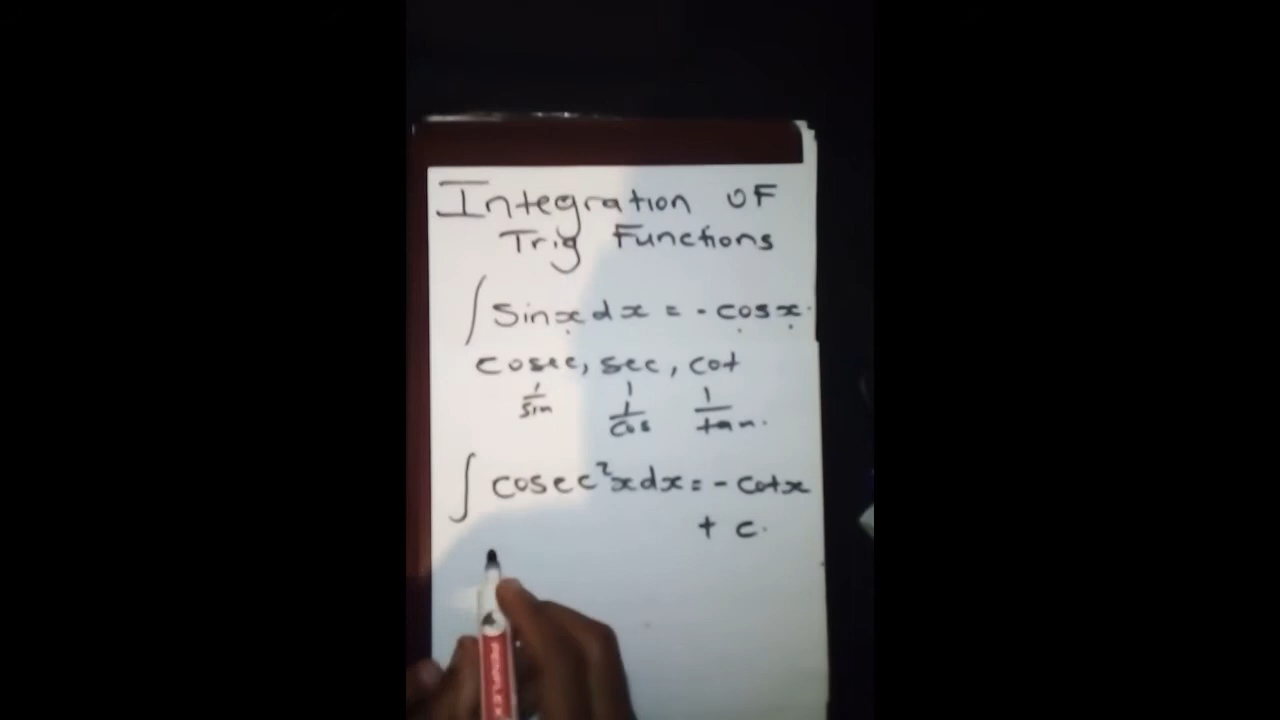 Integration OF
Trig Functions
∫ Sinx dx = - cosx.
cosec, sec, cot
1/sin 1/cos 1/tan.
∫ cosec²x dx = - cotx
+ c.